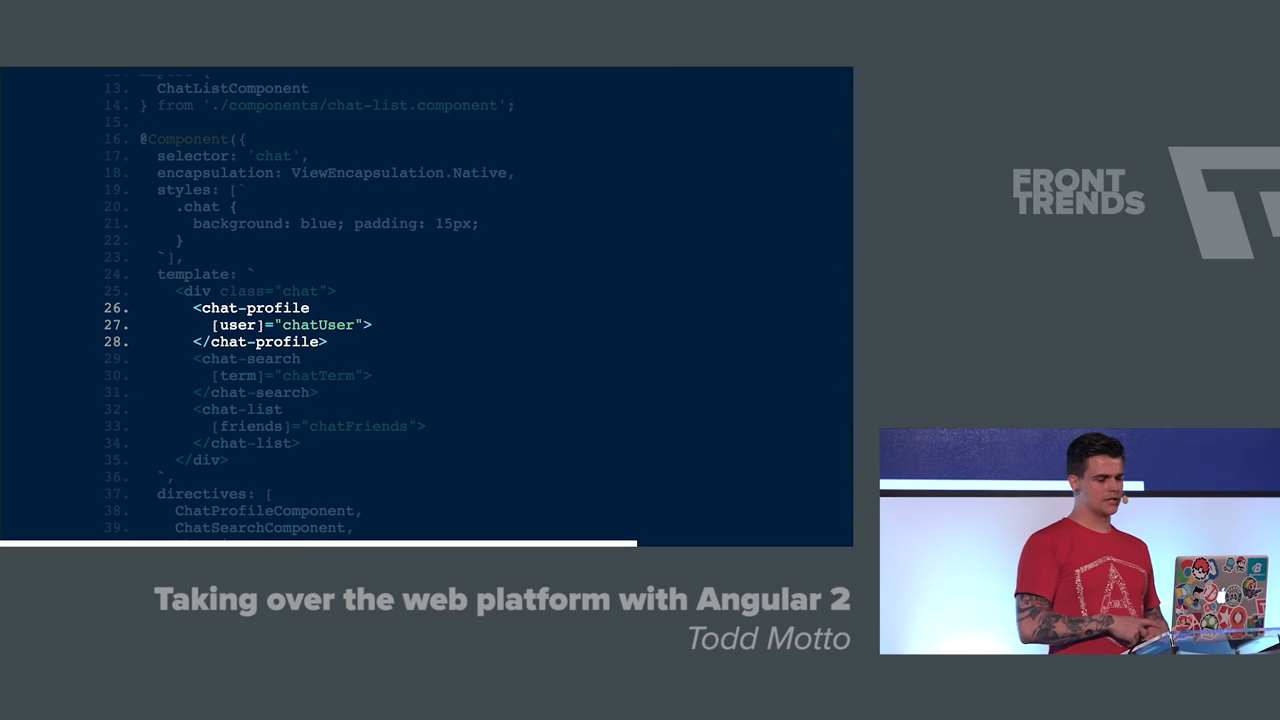 13. ChatListComponent
14. } from './components/chat-list.component';
15.
16. @Component({
17. selector: 'chat',
18. encapsulation: ViewEncapsulation.Native,
19. styles: [`
20. .chat {
21. background: blue; padding: 15px;
22. }
23. `],
24. template: `
25. <div class="chat">
26. <chat-profile
27. [user]="chatUser">
28. </chat-profile>
29. <chat-search
30. [term]="chatTerm">
31. </chat-search>
32. <chat-list
33. [friends]="chatFriends">
34. </chat-list>
35. </div>
36. `,
37. directives: [
38. ChatProfileComponent,
39. ChatSearchComponent,
FRONT
TRENDS
Taking over the web platform with Angular 2
Todd Motto